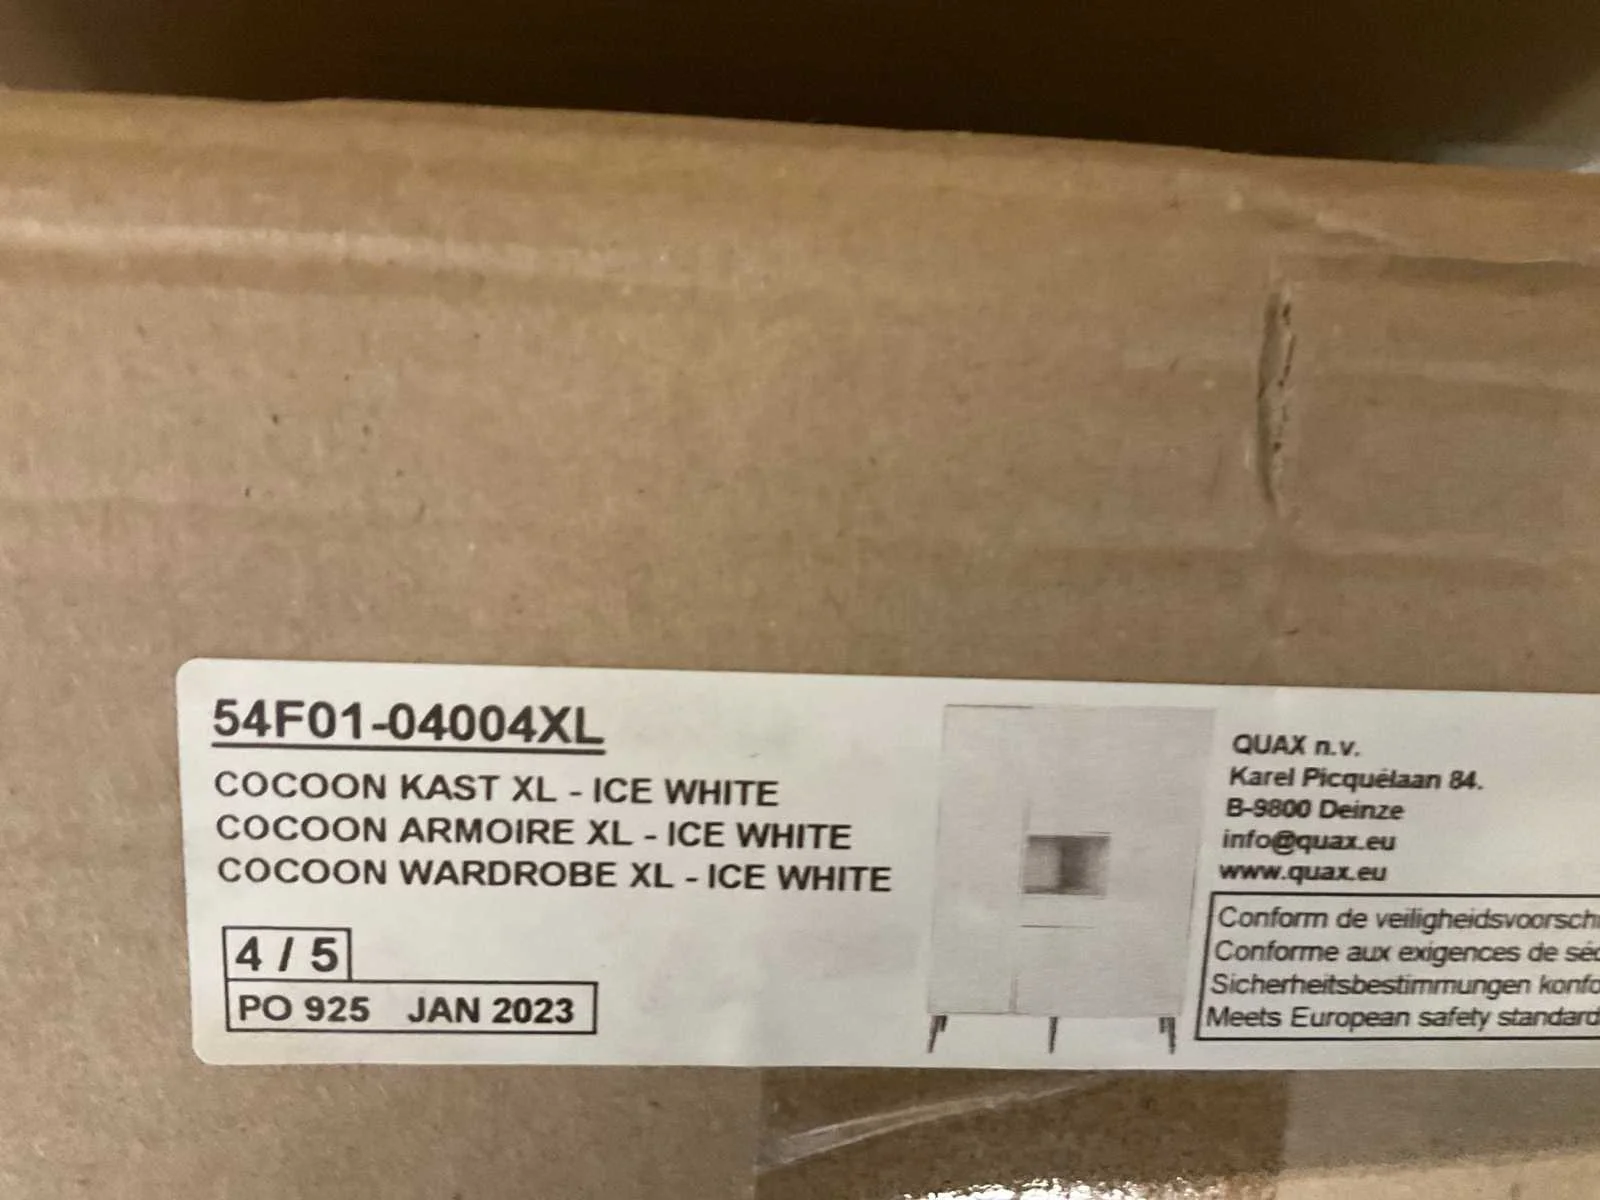 54F01-04004XL
COCOON KAST XL - ICE WHITE
COCOON ARMOIRE XL - ICE WHITE
COCOON WARDROBE XL - ICE WHITE
4 / 5
PO 925 JAN 2023
QUAX n.v.
Karel Picquélaan 84.
B-9800 Deinze
info@quax.eu
www.quax.eu
Conform de veiligheidsvoorsch
Conforme aux exigences de séc
Sicherheitsbestimmungen konfo
Meets European safety standard